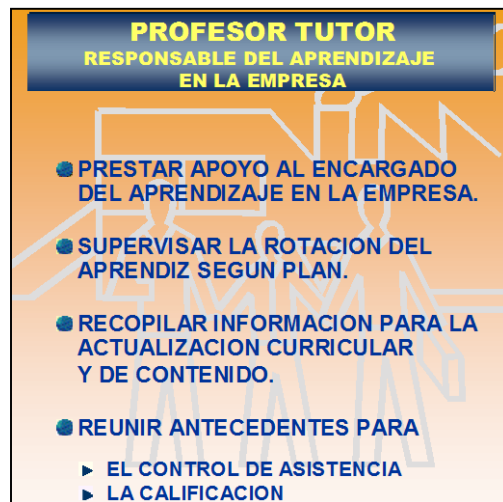 PROFESOR TUTOR
RESPONSABLE DEL APRENDIZAJE
EN LA EMPRESA
PRESTAR APOYO AL ENCARGADO
DEL APRENDIZAJE EN LA EMPRESA.
SUPERVISAR LA ROTACION DEL
APRENDIZ SEGUN PLAN.
RECOPILAR INFORMACION PARA LA
ACTUALIZACION CURRICULAR
Y DE CONTENIDO.
REUNIR ANTECEDENTES PARA
EL CONTROL DE ASISTENCIA
LA CALIFICACION